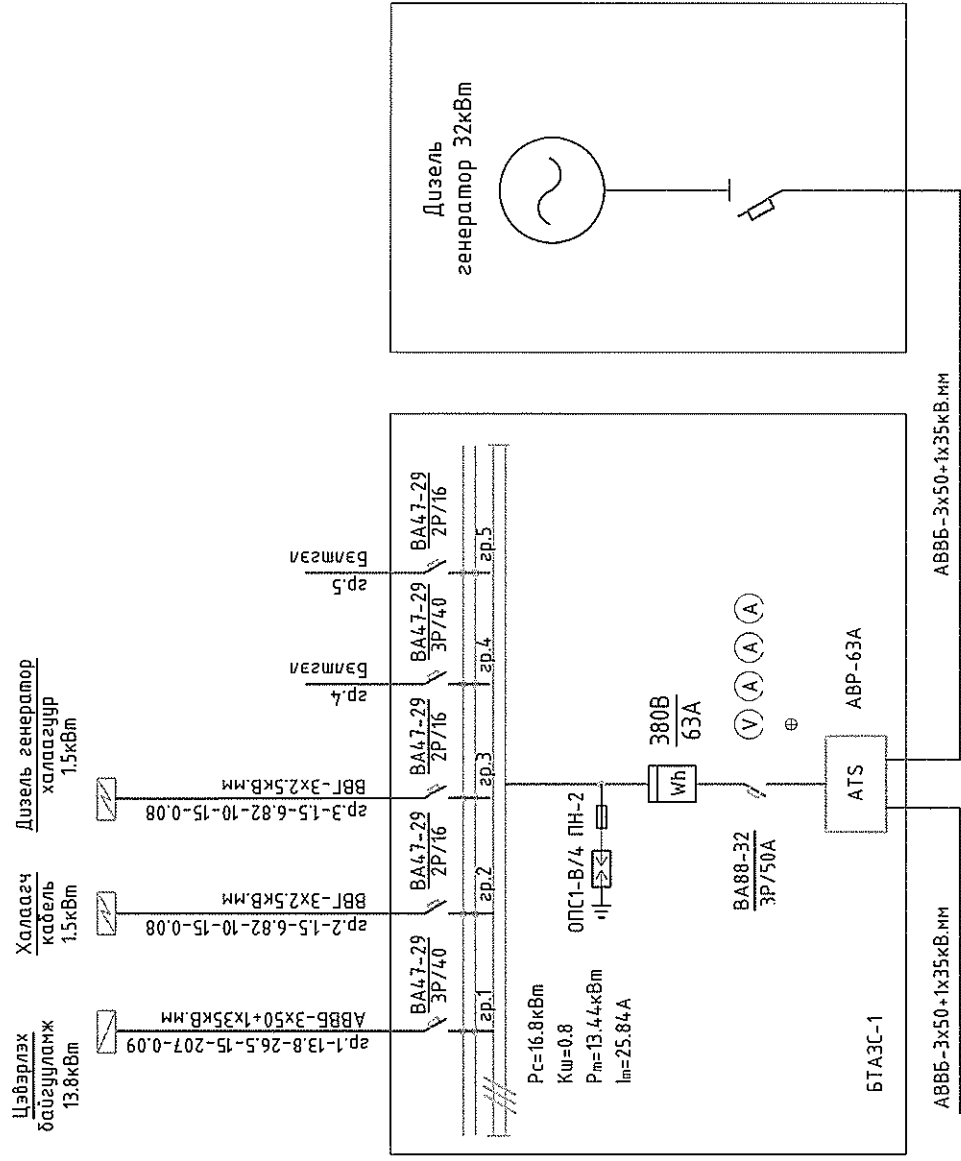 Цэвэрлэх
байгууламж
13.8кВт
Халаагч
кабель
1.5кВт
Дизель генератор
халаагуур
1.5кВт
гр.1-13.8-26.5-15-207-0.09
АВВБ-3х50+1х35кВ.мм
гр.2-1.5-6.82-10-15-0.08
ВВГ-3х2.5кВ.мм
гр.3-1.5-6.82-10-15-0.08
ВВГ-3х2.5кВ.мм
гр.4
Бэлтгэл
гр.5
Бэлтгэл
ВА47-29
3Р/40
ВА47-29
2Р/16
ВА47-29
2Р/16
ВА47-29
3Р/40
ВА47-29
2Р/16
гр.1
гр.2
гр.3
гр.4
гр.5
Рс=16.8кВт
Кш=0.8
Рт=13.44кВт
Iт=25.84А
ОПС1-В/4 ПН-2
380В
63А
Wh
ВА88-32
3Р/50А
V A A A
ATS
АВР-63А
БТАЗС-1
АВВБ-3х50+1х35кВ.мм
АВВБ-3х50+1х35кВ.мм
Дизель
генератор 32кВт